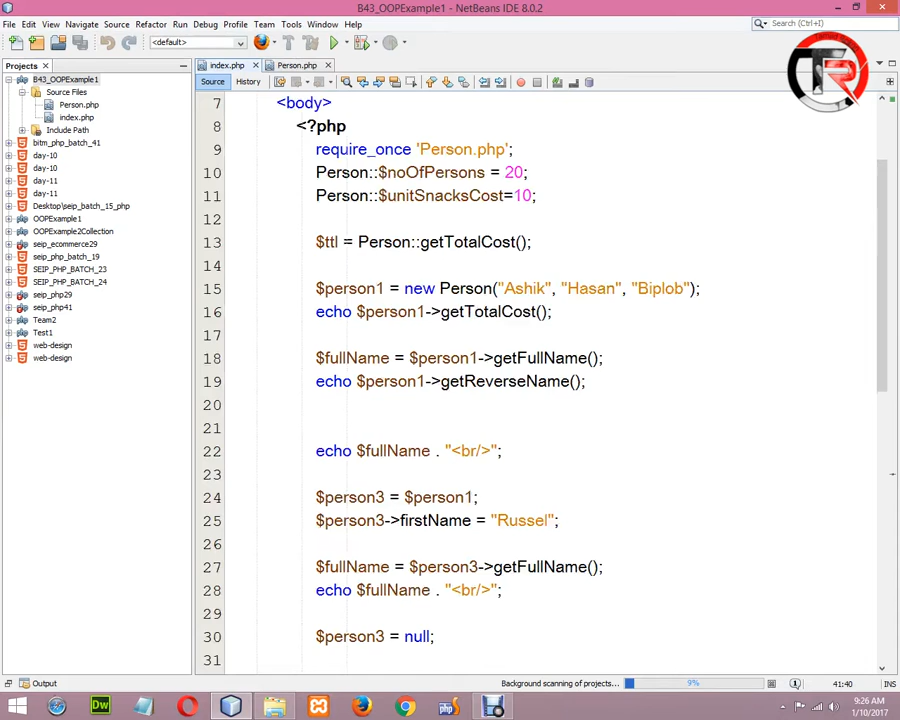 B43_OOPExample1 - NetBeans IDE 8.0.2
File Edit View Navigate Source Refactor Run Debug Profile Team Tools Window Help
<default>
Search (Ctrl+I)
Projects
index.php
Person.php
Source History
B43_OOPExample1
Source Files
Person.php
index.php
Include Path
bitm_php_batch_41
day-10
day-10
day-11
day-11
Desktop\seip_batch_15_php
OOPExample1
OOPExample2Collection
seip_ecommerce29
seip_php_batch_19
SEIP_PHP_BATCH_23
SEIP_PHP_BATCH_24
seip_php29
seip_php41
Team2
Test1
web-design
web-design
7 <body>
8 <?php
9 require_once 'Person.php';
10 Person::$noOfPersons = 20;
11 Person::$unitSnacksCost=10;
12
13 $ttl = Person::getTotalCost();
14
15 $person1 = new Person("Ashik", "Hasan", "Biplob");
16 echo $person1->getTotalCost();
17
18 $fullName = $person1->getFullName();
19 echo $person1->getReverseName();
20
21
22 echo $fullName . "<br/>";
23
24 $person3 = $person1;
25 $person3->firstName = "Russel";
26
27 $fullName = $person3->getFullName();
28 echo $fullName . "<br/>";
29
30 $person3 = null;
31
Output
Background scanning of projects...
9%
41:40
INS
9:26 AM
1/10/2017